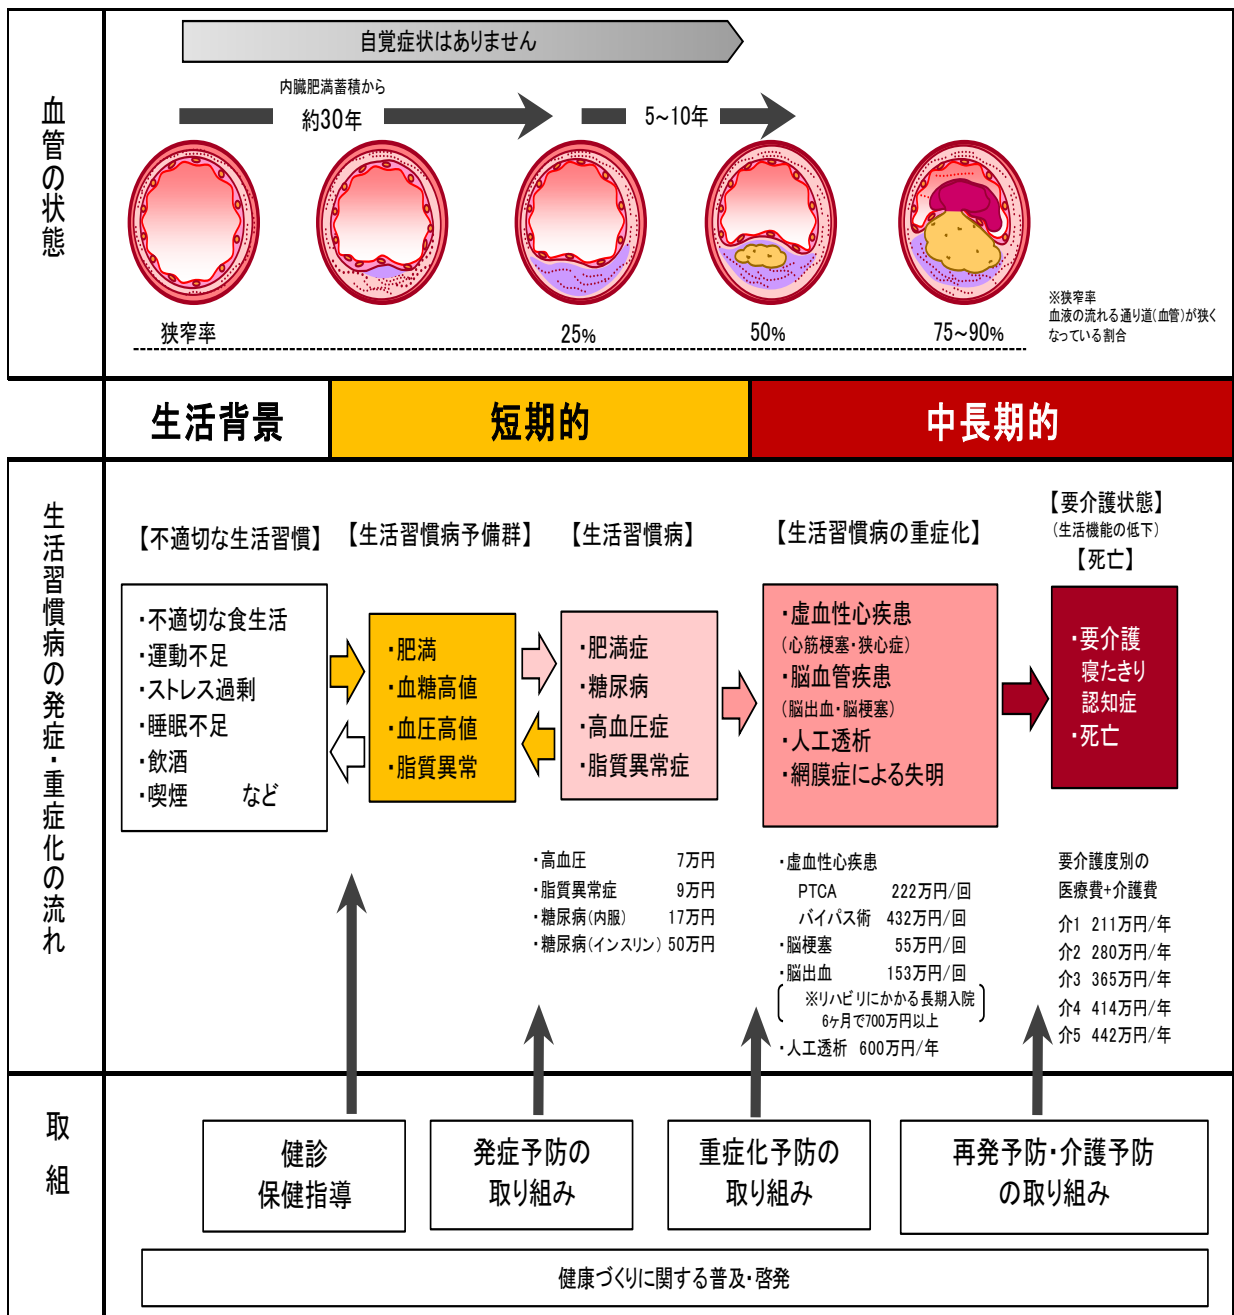 血管の状態
自覚症状はありません
内臓肥満蓄積から
約30年
5~10年
狭窄率
25%
50%
75~90%
※狭窄率
血液の流れる通り道(血管)が狭く
なっている割合
生活背景
短期的
中長期的
生活習慣病の発症・重症化の流れ
【不適切な生活習慣】
・不適切な食生活
・運動不足
・ストレス過剰
・睡眠不足
・飲酒
・喫煙 など
【生活習慣病予備群】
・肥満
・血糖高値
・血圧高値
・脂質異常
【生活習慣病】
・肥満症
・糖尿病
・高血圧症
・脂質異常症
・高血圧 7万円
・脂質異常症 9万円
・糖尿病(内服) 17万円
・糖尿病(インスリン) 50万円
【生活習慣病の重症化】
・虚血性心疾患
(心筋梗塞・狭心症)
・脳血管疾患
(脳出血・脳梗塞)
・人工透析
・網膜症による失明
・虚血性心疾患
PTCA 222万円/回
バイパス術 432万円/回
・脳梗塞 55万円/回
・脳出血 153万円/回
※リハビリにかかる長期入院
6ヶ月で700万円以上
・人工透析 600万円/年
【要介護状態】
(生活機能の低下)
【死亡】
・要介護
寝たきり
認知症
・死亡
要介護度別の
医療費+介護費
介1 211万円/年
介2 280万円/年
介3 365万円/年
介4 414万円/年
介5 442万円/年
取組
健診
保健指導
発症予防の
取り組み
重症化予防の
取り組み
再発予防・介護予防
の取り組み
健康づくりに関する普及・啓発